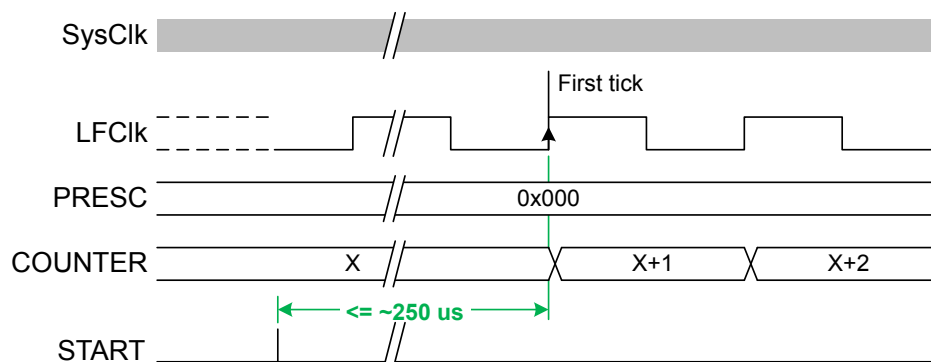 SysClk
First tick
LFClk
PRESC
0x000
COUNTER
X
X+1
X+2
<= ~250 us
START